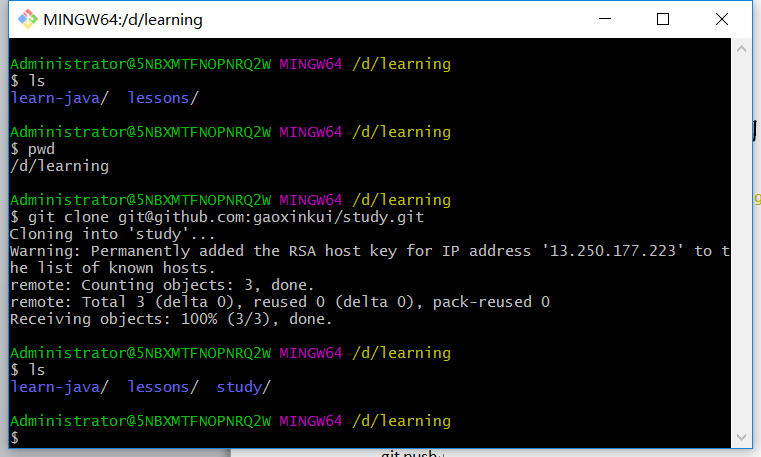 MINGW64:/d/learning
Administrator@5NBXMTFNOPNRQ2W MINGW64 /d/learning
$ ls
learn-java/  lessons/
Administrator@5NBXMTFNOPNRQ2W MINGW64 /d/learning
$ pwd
/d/learning
Administrator@5NBXMTFNOPNRQ2W MINGW64 /d/learning
$ git clone git@github.com:gaoxinkui/study.git
Cloning into 'study'...
Warning: Permanently added the RSA host key for IP address '13.250.177.223' to t
he list of known hosts.
remote: Counting objects: 3, done.
remote: Total 3 (delta 0), reused 0 (delta 0), pack-reused 0
Receiving objects: 100% (3/3), done.
Administrator@5NBXMTFNOPNRQ2W MINGW64 /d/learning
$ ls
learn-java/  lessons/  study/
Administrator@5NBXMTFNOPNRQ2W MINGW64 /d/learning
$
git push